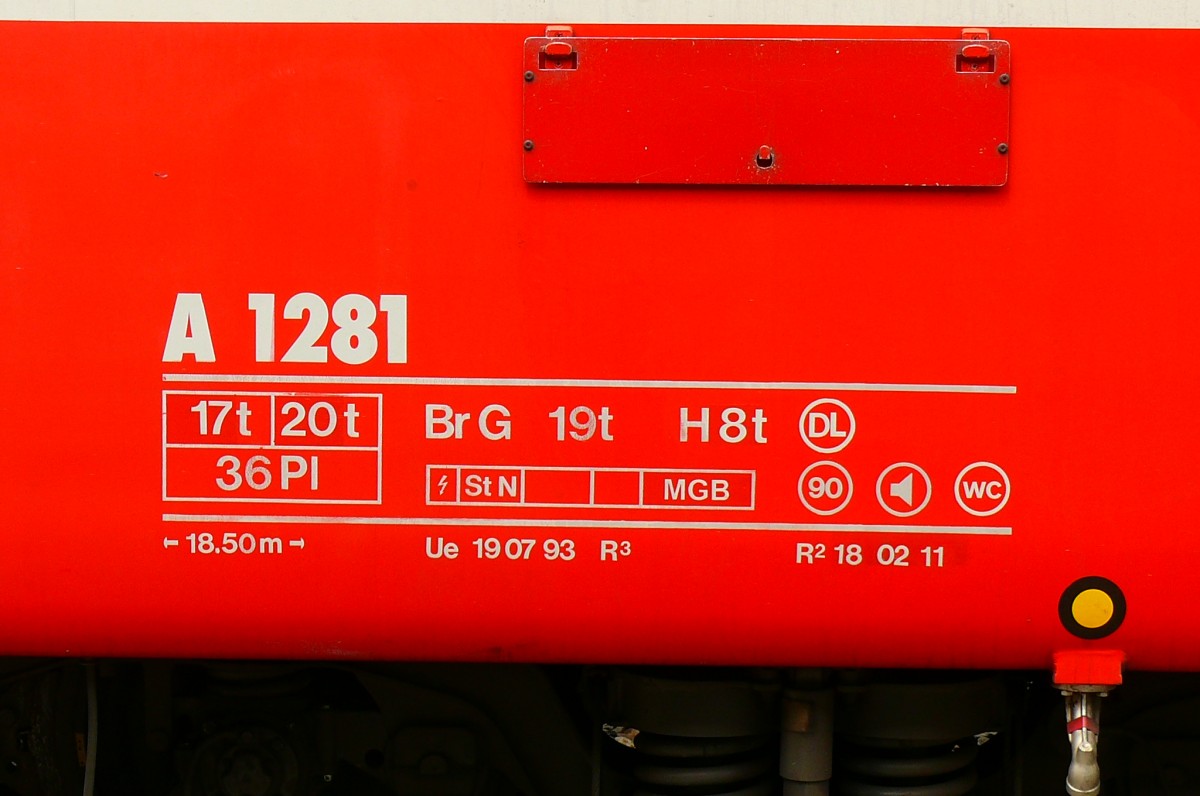 A 1281
17t 20t Br G 19t H 8t DL
36 Pl St N MGB 90 WC
18.50 m Ue 19 07 93 R³ R² 18 02 11